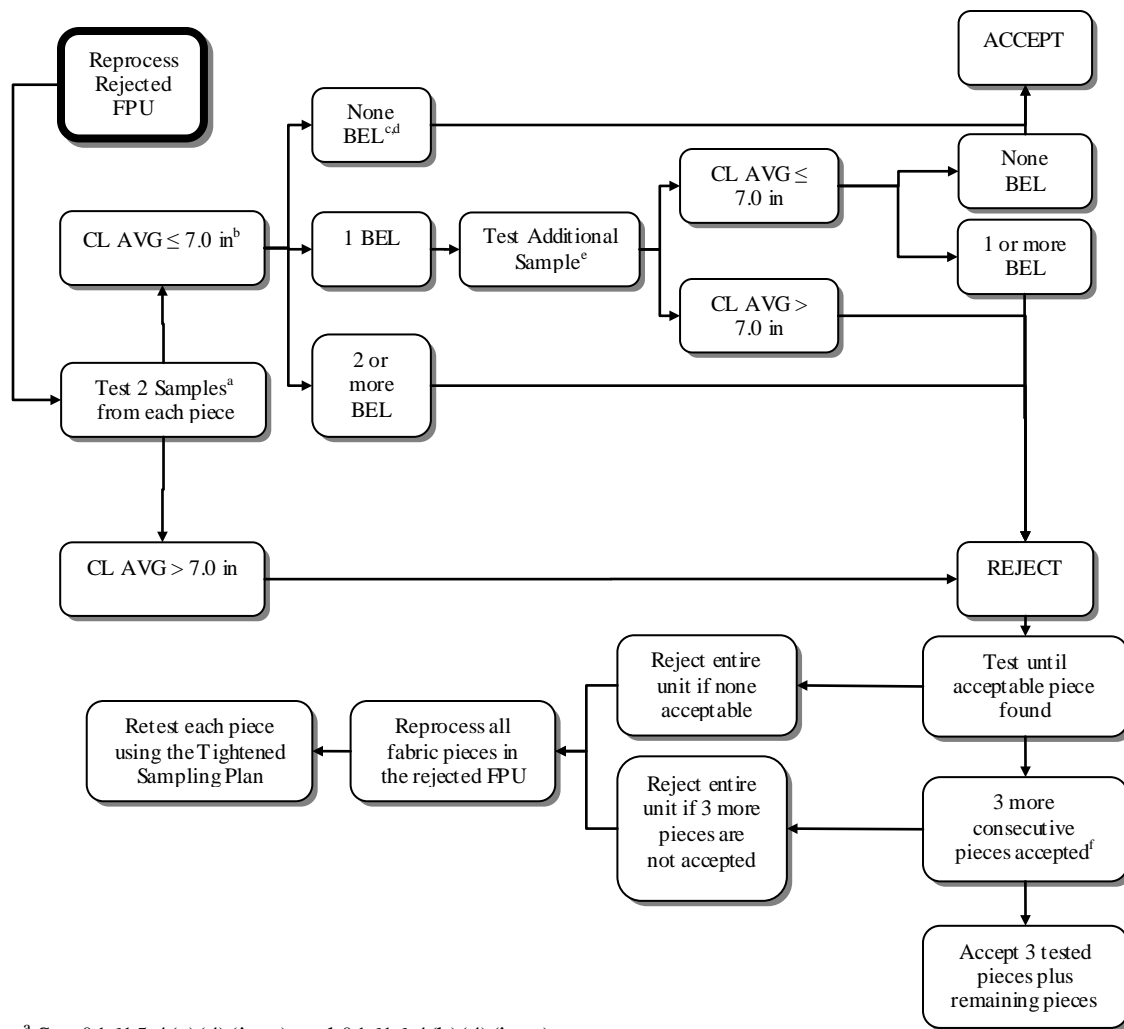 Reprocess
Rejected
FPU
ACCEPT
None
BEL^c,d
CL AVG ≤
7.0 in
None
BEL
CL AVG ≤ 7.0 in^b
1 BEL
Test Additional
Sample^e
1 or more
BEL
CL AVG >
7.0 in
2 or
more
BEL
Test 2 Samples^a
from each piece
CL AVG > 7.0 in
REJECT
Reject entire
unit if none
acceptable
Test until
acceptable piece
found
Retest each piece
using the Tightened
Sampling Plan
Reprocess all
fabric pieces in
the rejected FPU
Reject entire
unit if 3 more
pieces are
not accepted
3 more
consecutive
pieces accepted^f
Accept 3 tested
pieces plus
remaining pieces